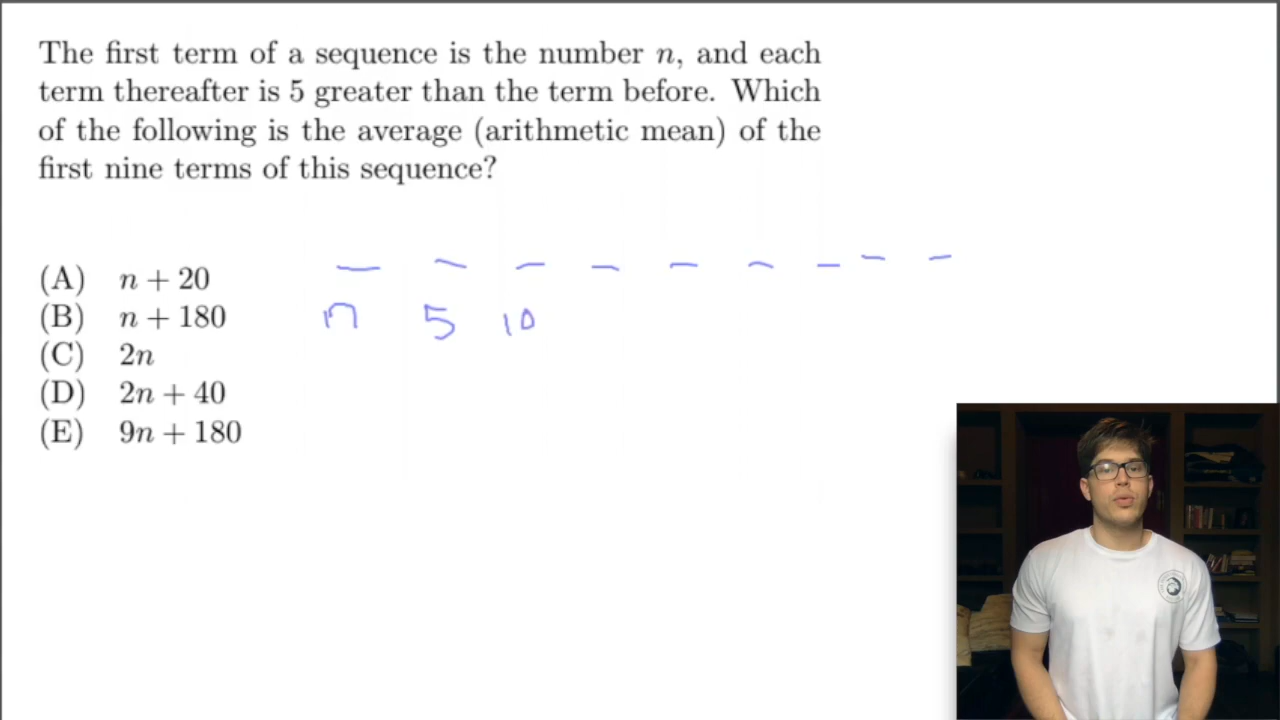 The first term of a sequence is the number n, and each
term thereafter is 5 greater than the term before. Which
of the following is the average (arithmetic mean) of the
first nine terms of this sequence?
(A) n + 20
(B) n + 180
(C) 2n
(D) 2n + 40
(E) 9n + 180
n 5 10